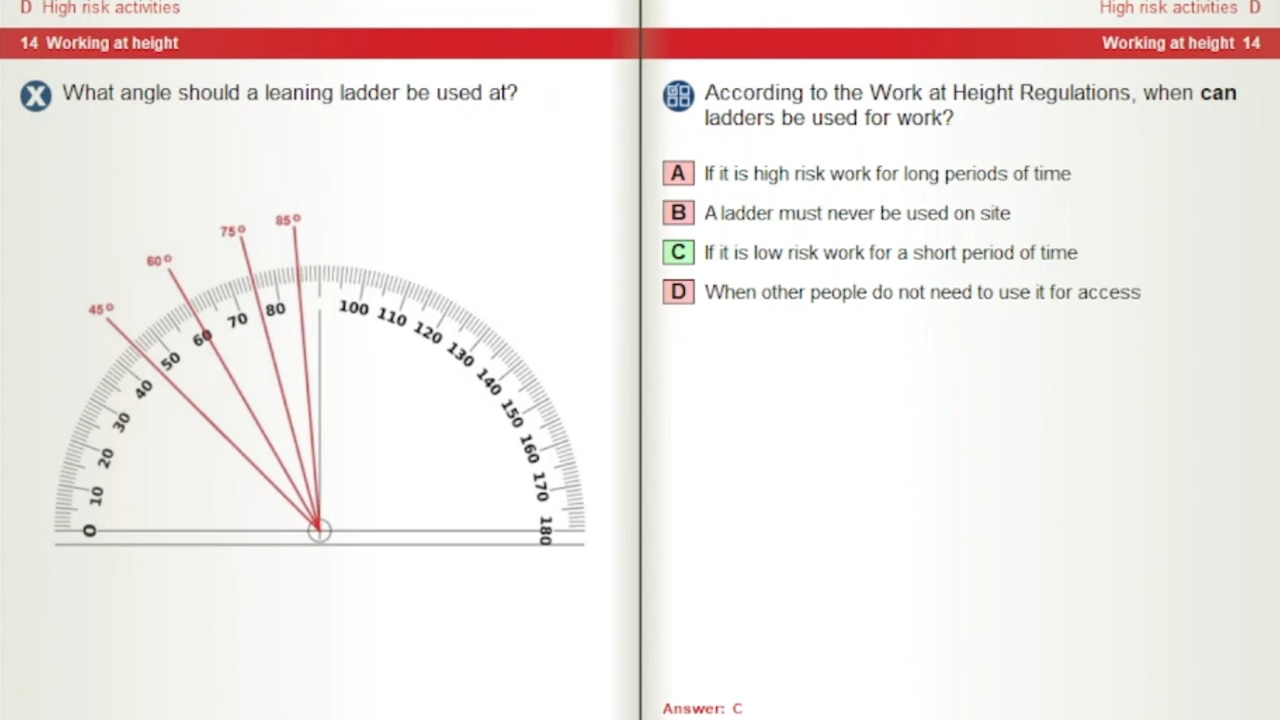 D High risk activities
14 Working at height
X What angle should a leaning ladder be used at?
85°
75°
60°
45°
0 10 20 30 40 50 60 70 80 100 110 120 130 140 150 160 170 180
High risk activities D
Working at height 14
According to the Work at Height Regulations, when can
ladders be used for work?
A If it is high risk work for long periods of time
B A ladder must never be used on site
C If it is low risk work for a short period of time
D When other people do not need to use it for access
Answer: C